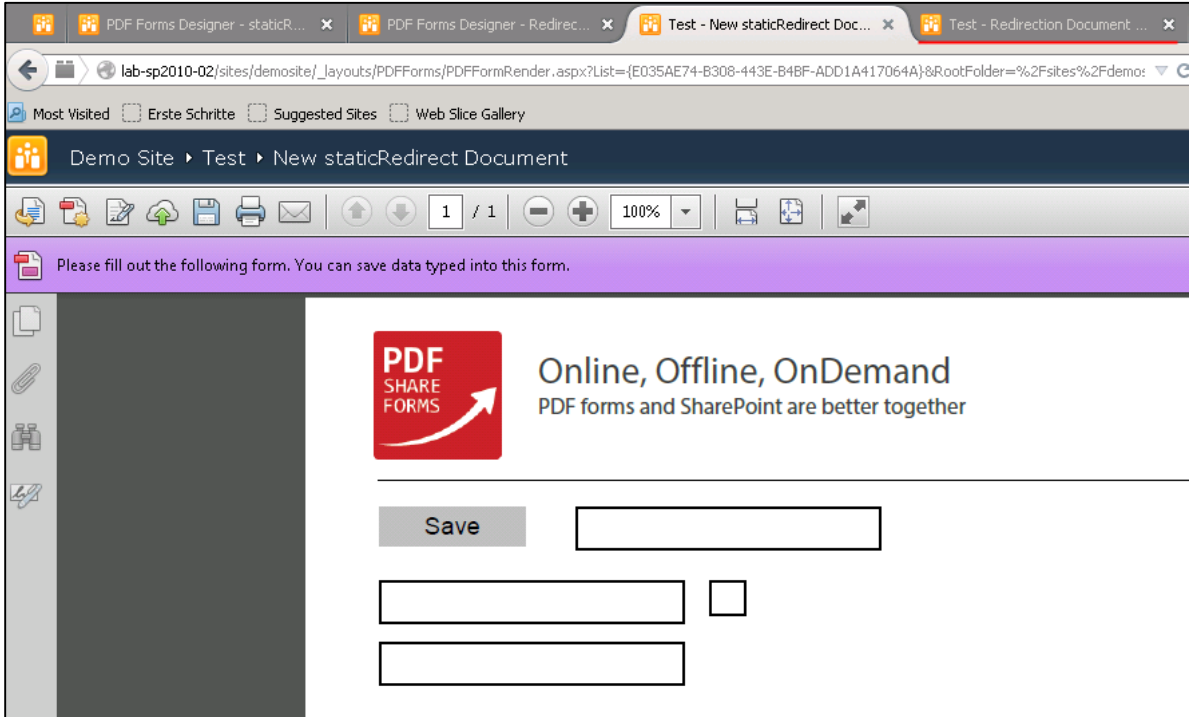 PDF Forms Designer - staticR... PDF Forms Designer - Redirec... Test - New staticRedirect Doc... Test - Redirection Document ...
lab-sp2010-02/sites/demosite/_layouts/PDFForms/PDFFormRender.aspx?List={E035AE74-B308-443E-B4BF-ADD1A417064A}&RootFolder=%2Fsites%2Fdemos
Most Visited Erste Schritte Suggested Sites Web Slice Gallery
Demo Site Test New staticRedirect Document
1 / 1 100%
Please fill out the following form. You can save data typed into this form.
PDF
SHARE
FORMS
Online, Offline, OnDemand
PDF forms and SharePoint are better together
Save